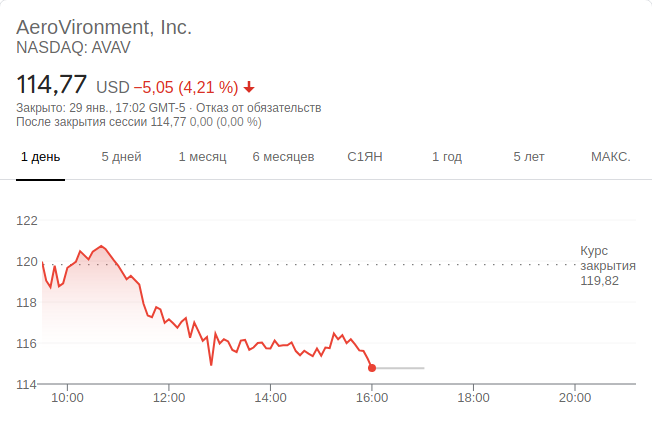 AeroVironment, Inc.
NASDAQ: AVAV
114,77 USD −5,05 (4,21 %)
Закрыто: 29 янв., 17:02 GMT-5 · Отказ от обязательств
После закрытия сессии 114,77 0,00 (0,00 %)
1 день 5 дней 1 месяц 6 месяцев С1ЯН 1 год 5 лет МАКС.
122
120
118
116
114
Курс
закрытия
119,82
10:00 12:00 14:00 16:00 18:00 20:00